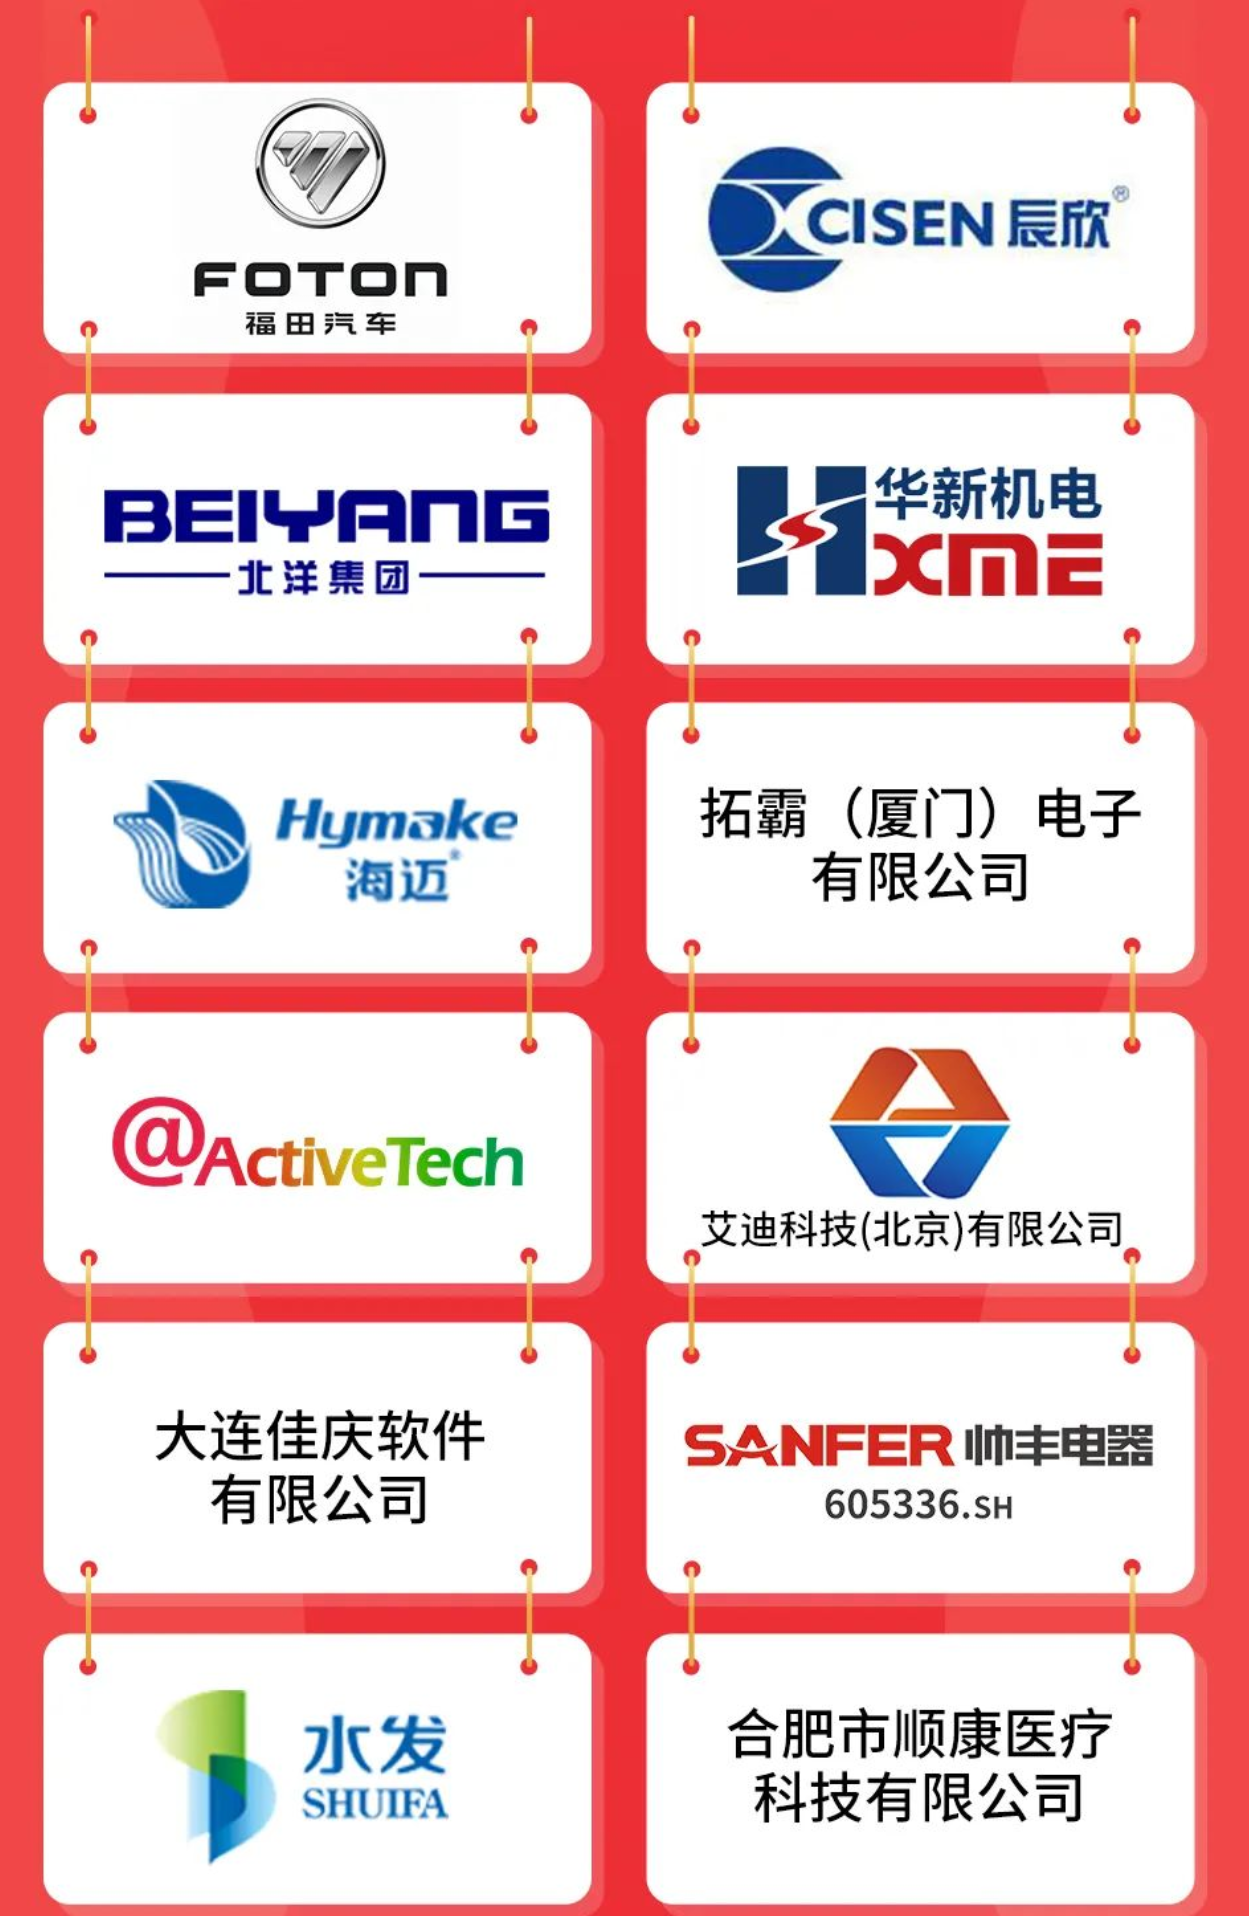 FOTON
福田汽车
CISEN 辰欣®
BEIYANG
北洋集团
华新机电
HXME
Hymake
海迈®
拓霸（厦门）电子
有限公司
@ActiveTech
艾迪科技(北京)有限公司
大连佳庆软件
有限公司
SANFER 帅丰电器
605336.SH
水发
SHUIFA
合肥市顺康医疗
科技有限公司